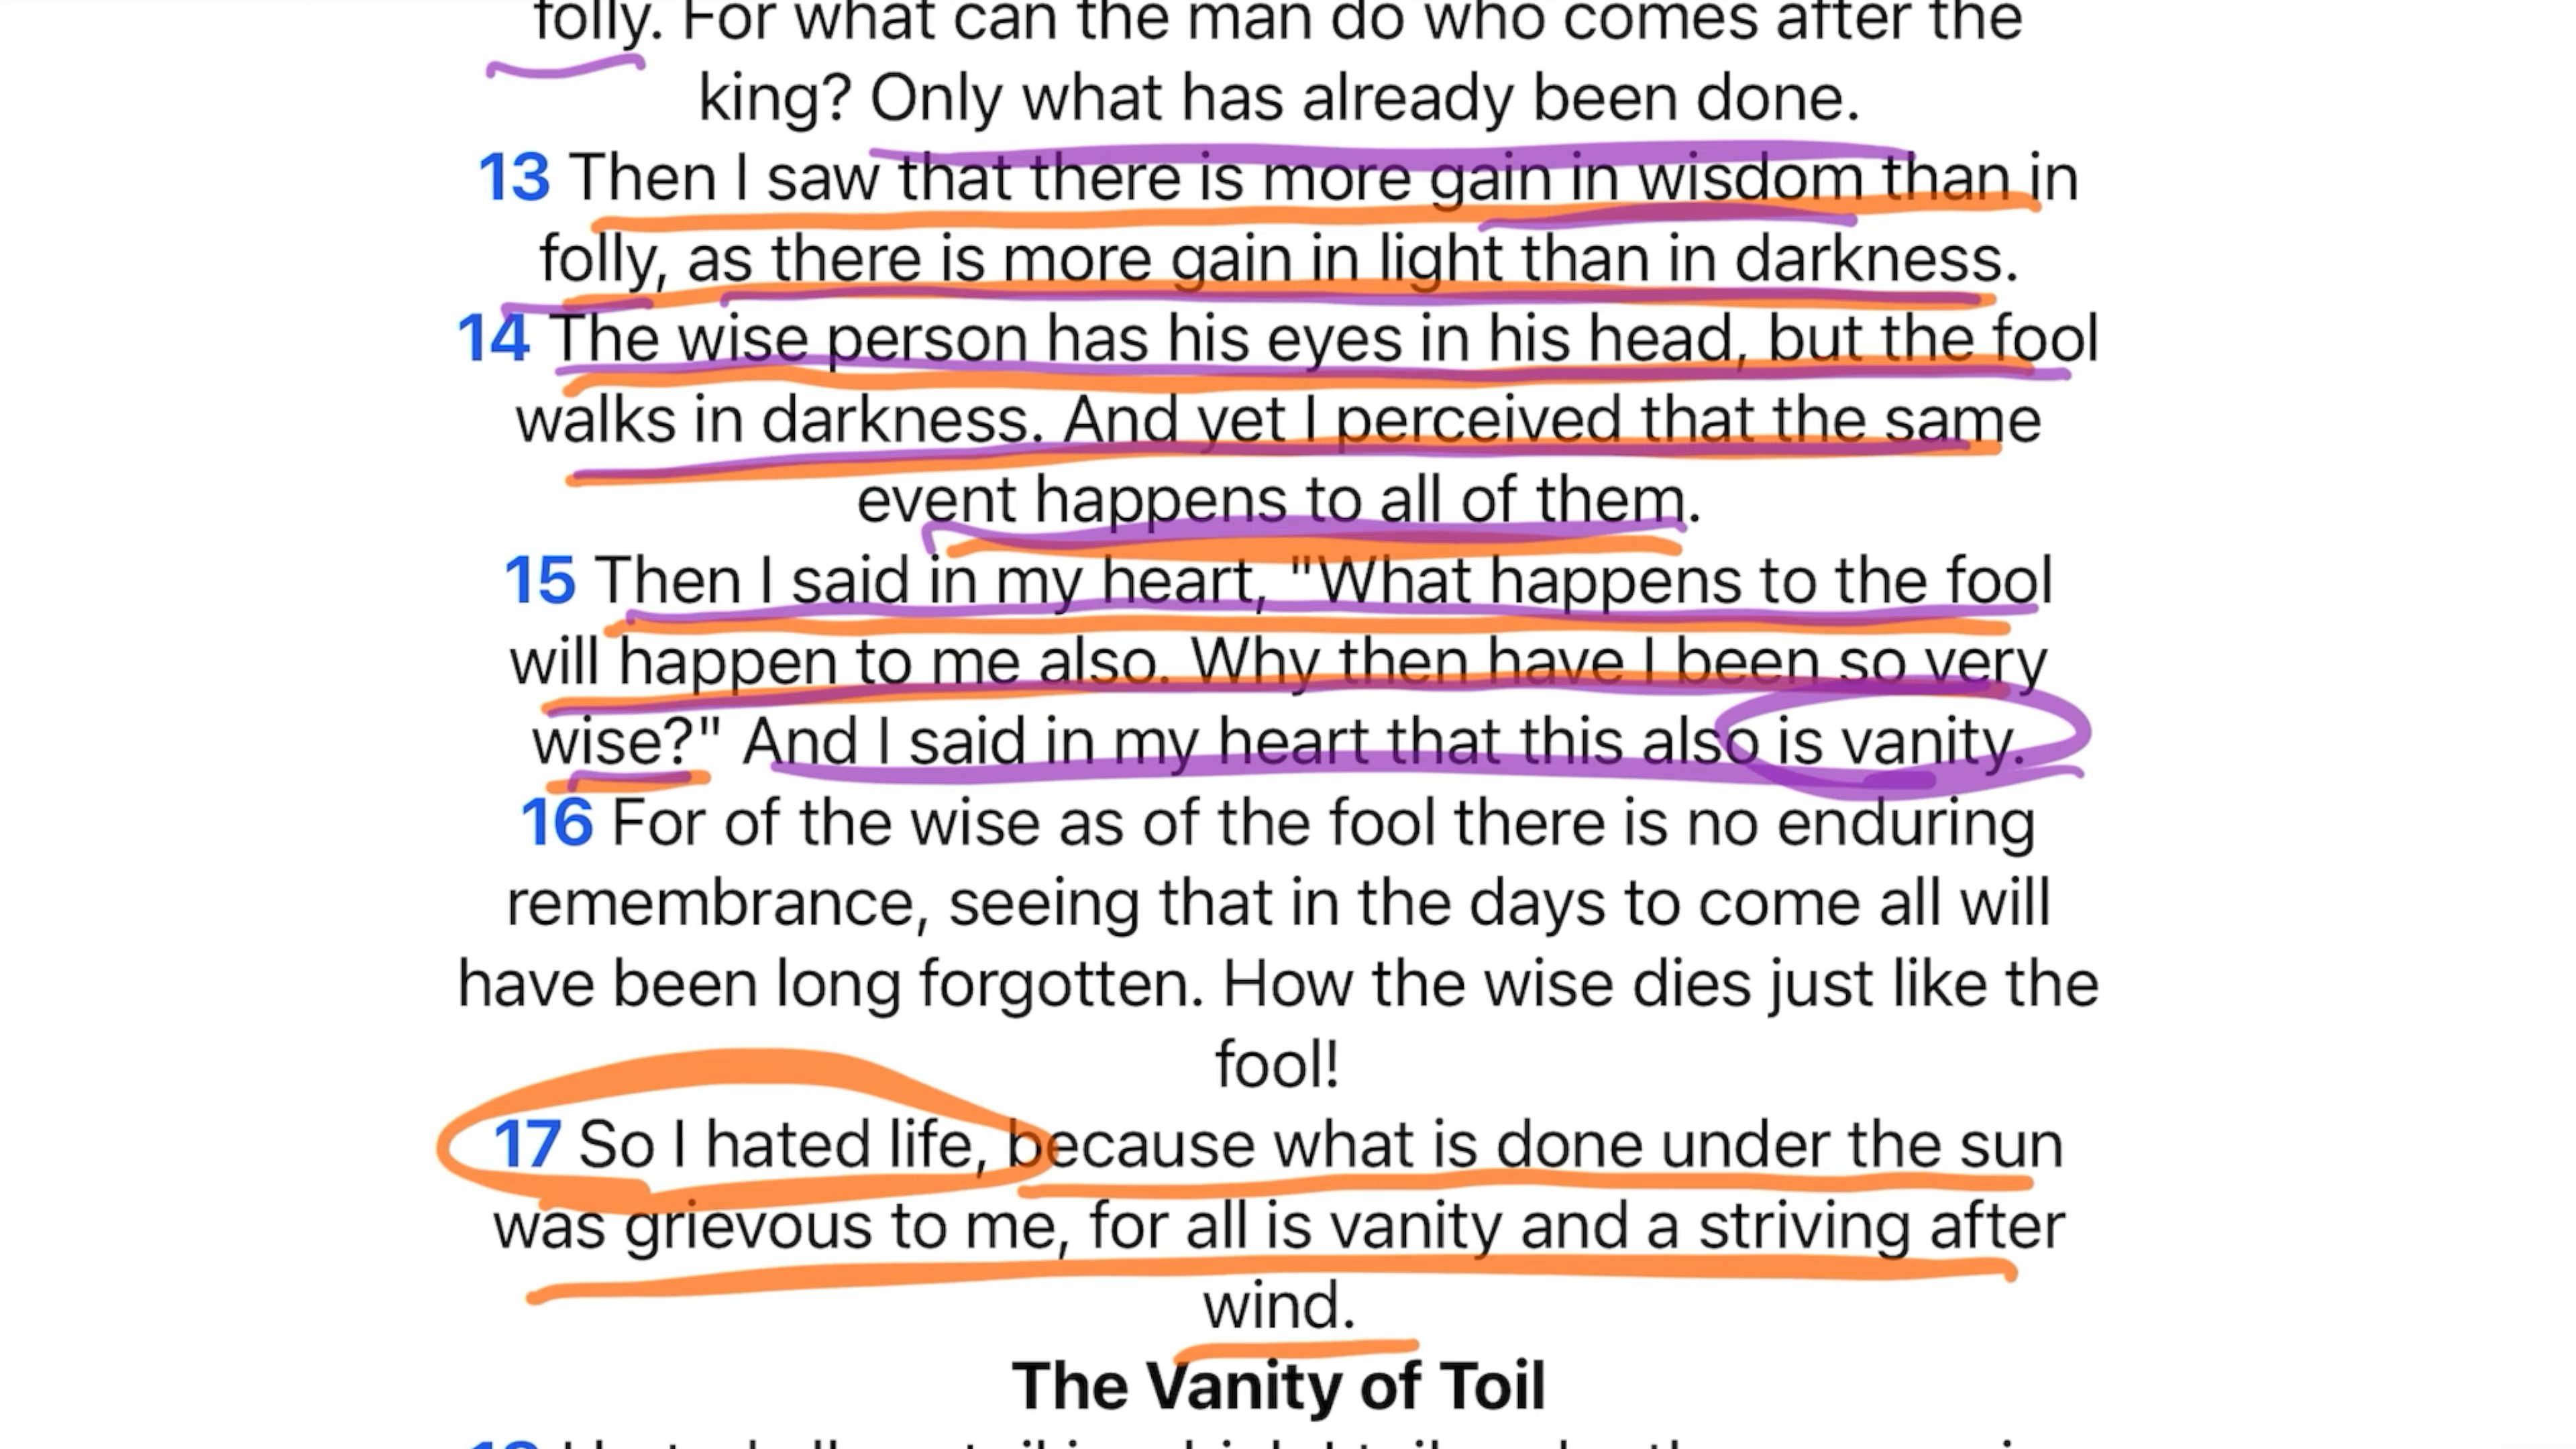 folly. For what can the man do who comes after the
king? Only what has already been done.
13 Then I saw that there is more gain in wisdom than in
folly, as there is more gain in light than in darkness.
14 The wise person has his eyes in his head, but the fool
walks in darkness. And yet I perceived that the same
event happens to all of them.
15 Then I said in my heart, "What happens to the fool
will happen to me also. Why then have I been so very
wise?" And I said in my heart that this also is vanity.
16 For of the wise as of the fool there is no enduring
remembrance, seeing that in the days to come all will
have been long forgotten. How the wise dies just like the
fool!
17 So I hated life, because what is done under the sun
was grievous to me, for all is vanity and a striving after
wind.
The Vanity of Toil